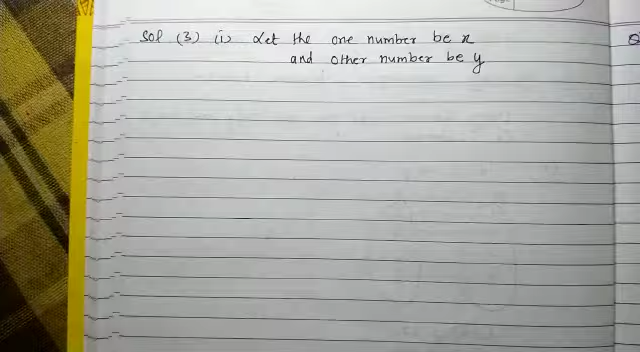 Sol (3) (i) Let the one number be x
and other number be y